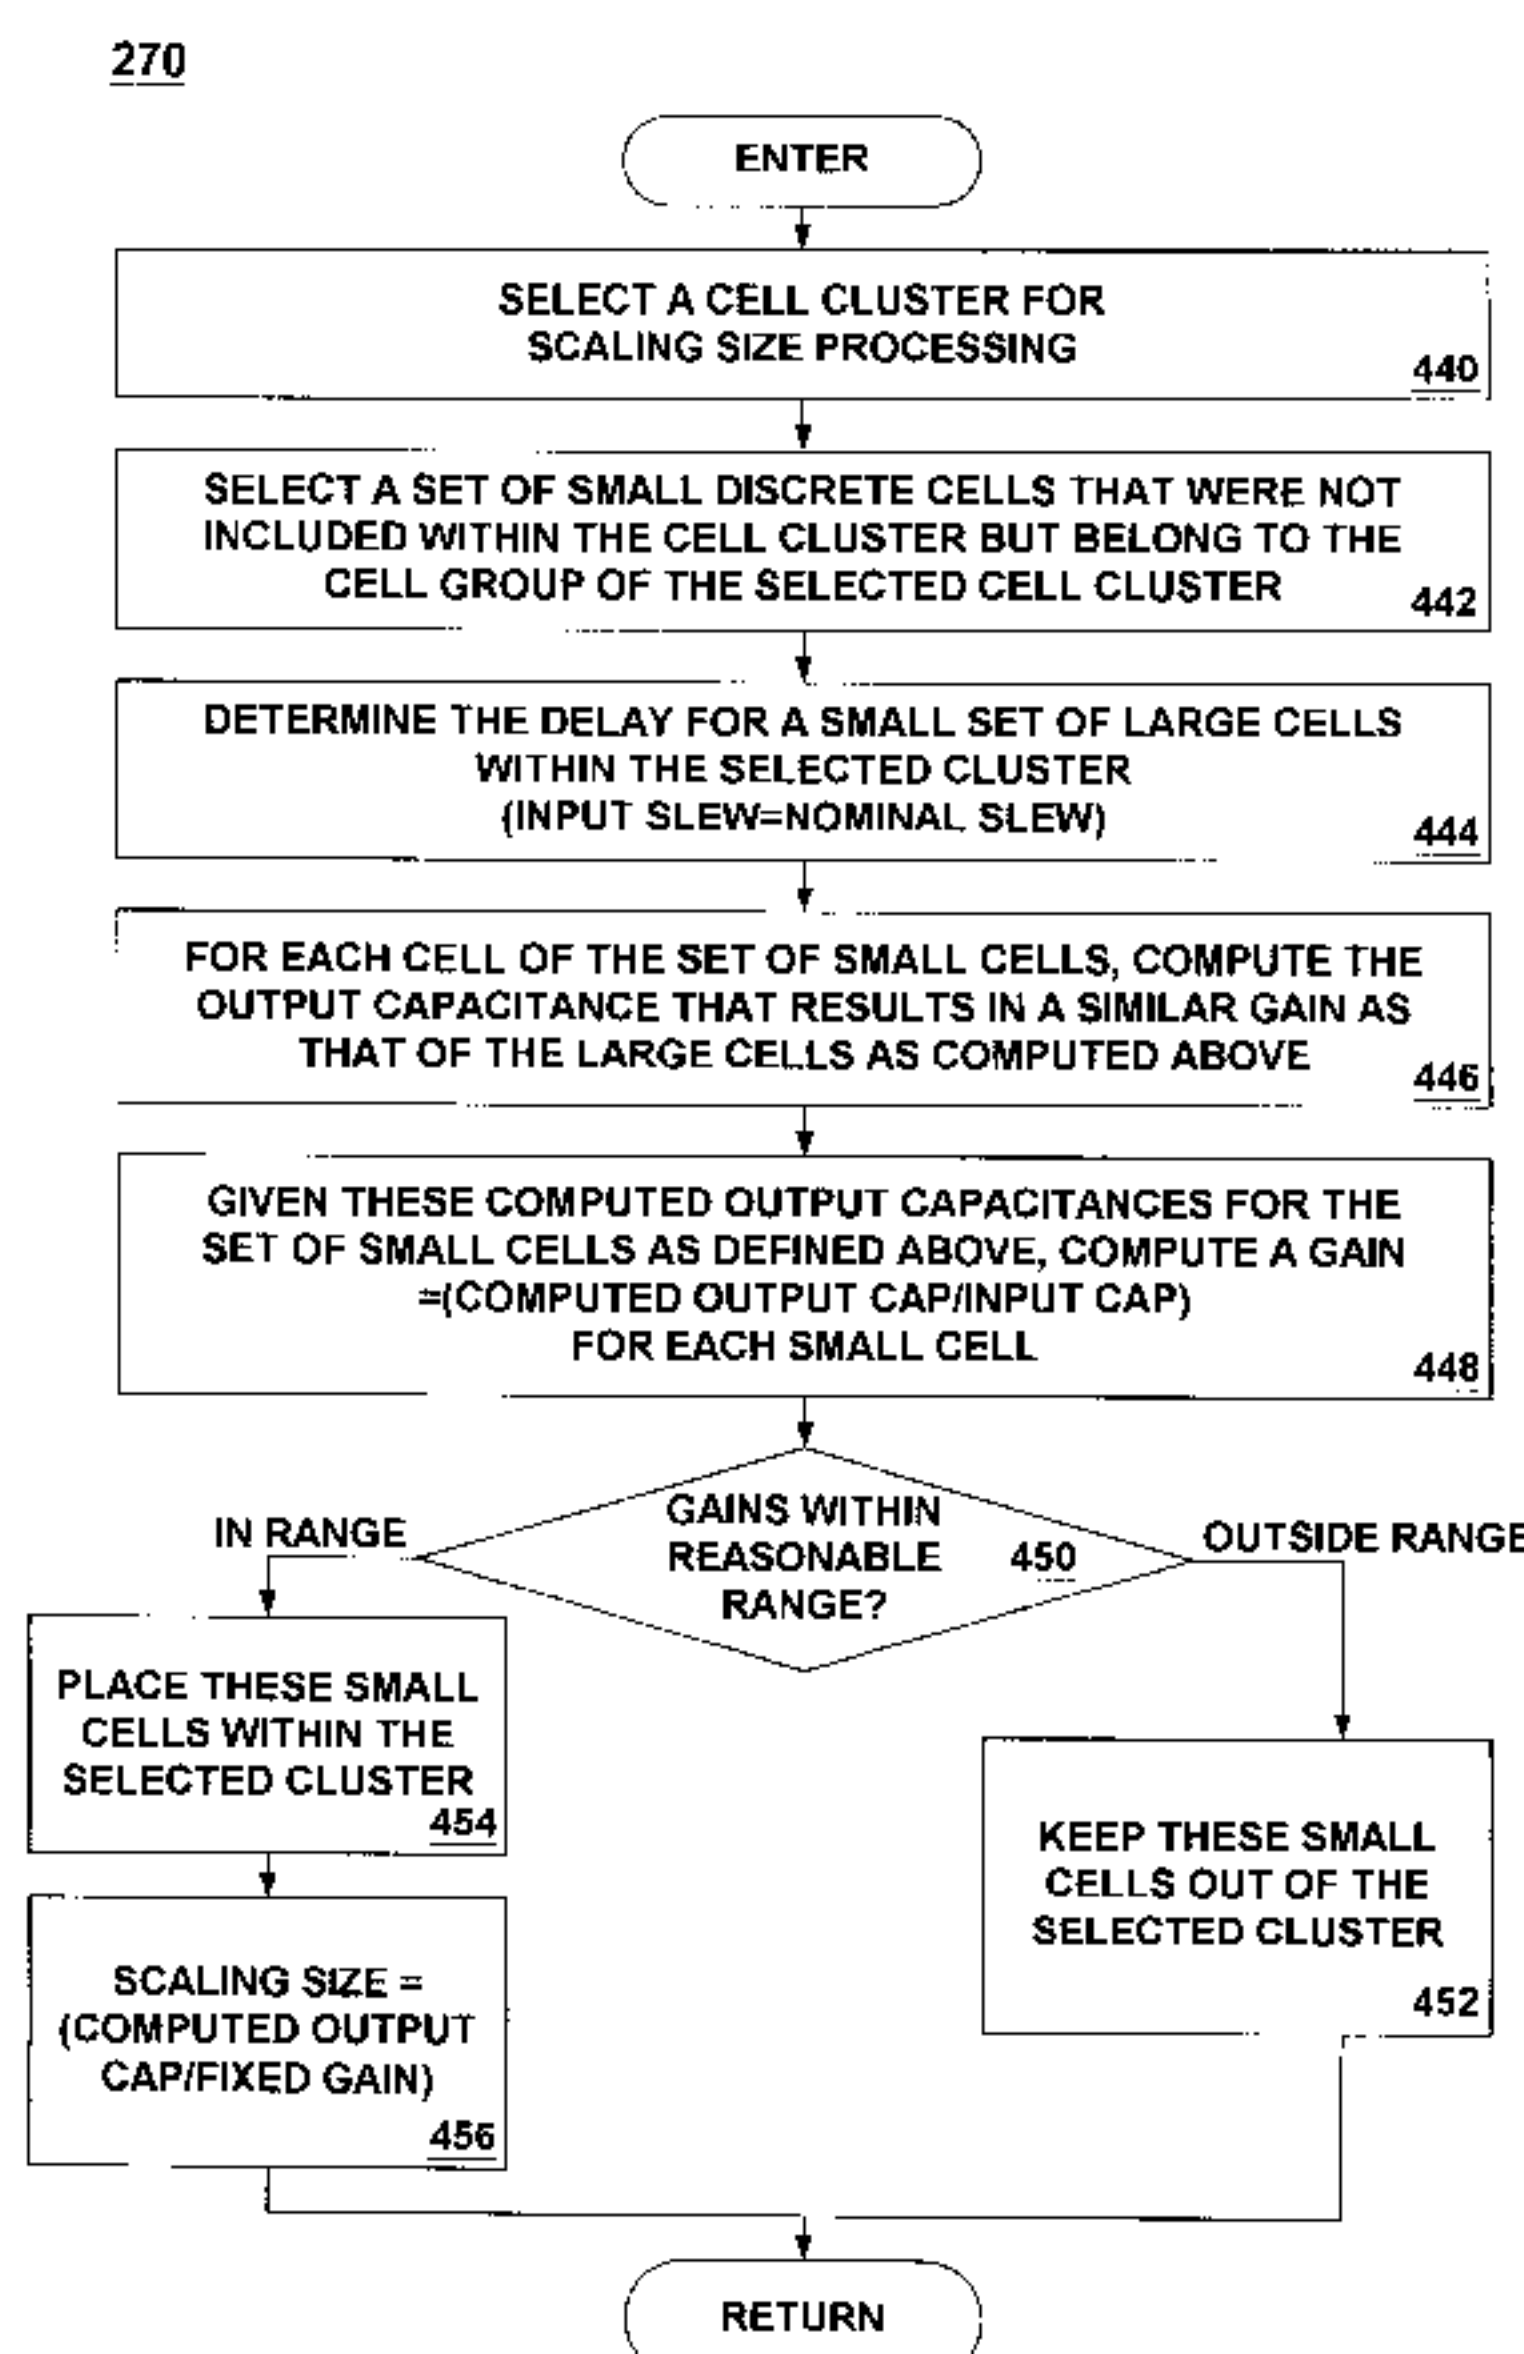 270
ENTER
SELECT A CELL CLUSTER FOR
SCALING SIZE PROCESSING
440
SELECT A SET OF SMALL DISCRETE CELLS THAT WERE NOT
INCLUDED WITHIN THE CELL CLUSTER BUT BELONG TO THE
CELL GROUP OF THE SELECTED CELL CLUSTER
442
DETERMINE THE DELAY FOR A SMALL SET OF LARGE CELLS
WITHIN THE SELECTED CLUSTER
(INPUT SLEW=NOMINAL SLEW)
444
FOR EACH CELL OF THE SET OF SMALL CELLS, COMPUTE THE
OUTPUT CAPACITANCE THAT RESULTS IN A SIMILAR GAIN AS
THAT OF THE LARGE CELLS AS COMPUTED ABOVE
446
GIVEN THESE COMPUTED OUTPUT CAPACITANCES FOR THE
SET OF SMALL CELLS AS DEFINED ABOVE, COMPUTE A GAIN
=(COMPUTED OUTPUT CAP/INPUT CAP)
FOR EACH SMALL CELL
448
GAINS WITHIN
REASONABLE
RANGE?
450
IN RANGE
OUTSIDE RANGE
PLACE THESE SMALL
CELLS WITHIN THE
SELECTED CLUSTER
454
KEEP THESE SMALL
CELLS OUT OF THE
SELECTED CLUSTER
452
SCALING SIZE =
(COMPUTED OUTPUT
CAP/FIXED GAIN)
456
RETURN